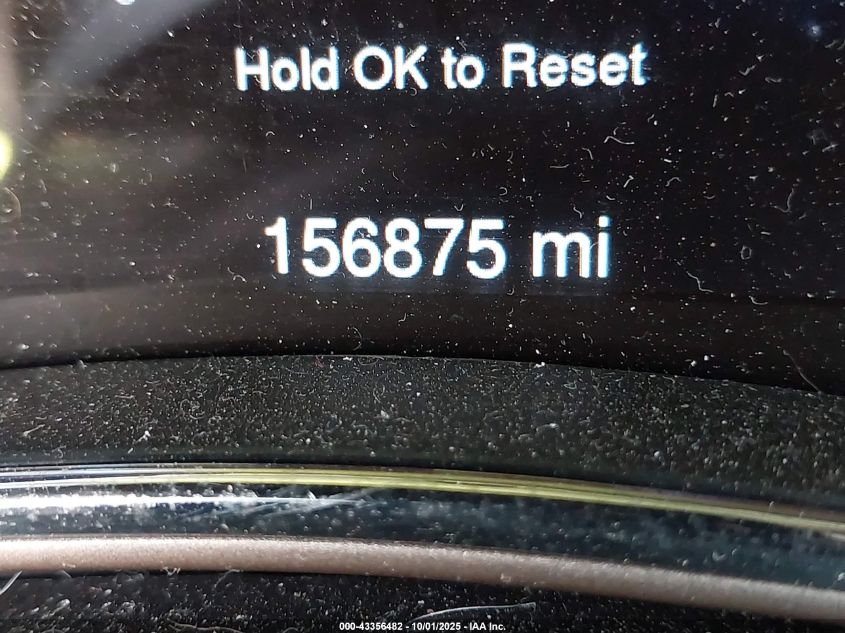 Hold OK to Reset
156875 mi
000-43356482 - 10/01/2025 - IAA Inc.